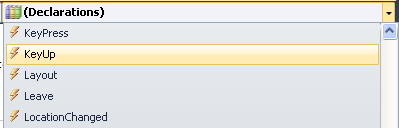 (Declarations)
KeyPress
KeyUp
Layout
Leave
LocationChanged